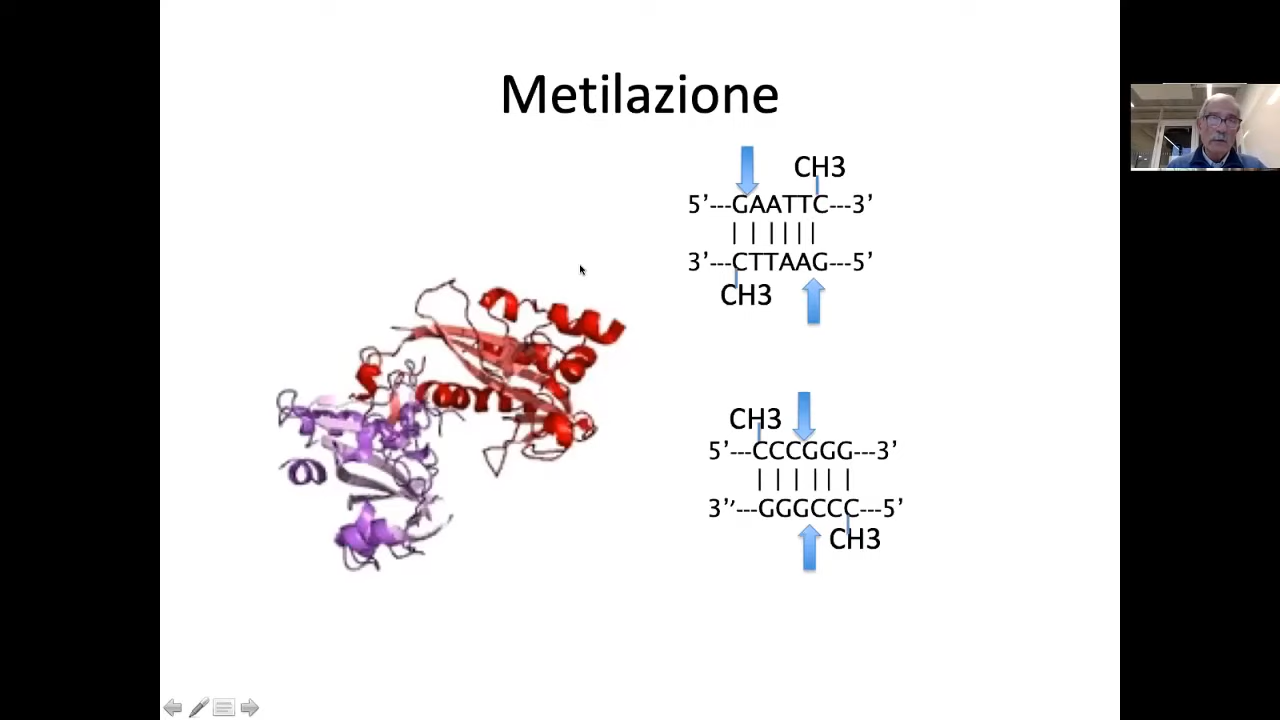 Metilazione
CH3
5’---GAATTC---3’
3’---CTTAAG---5’
CH3
CH3
5’---CCCGGG---3’
3’’---GGGCCC---5’
CH3